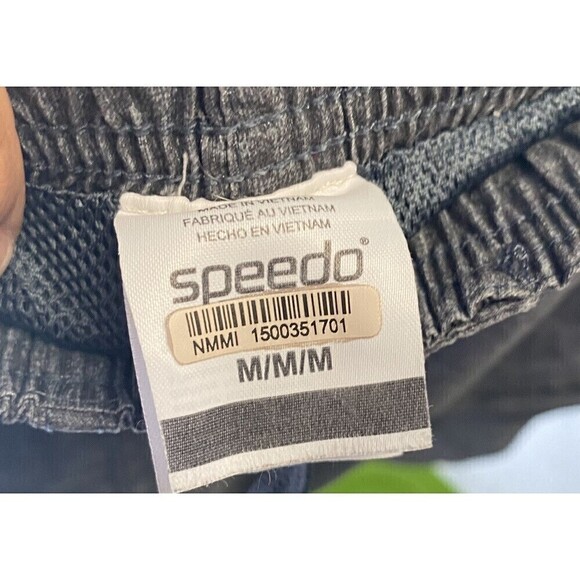 MADE IN VIETNAM
FABRIQUÉ AU VIETNAM
HECHO EN VIETNAM
speedo®
NMMI 1500351701
M/M/M